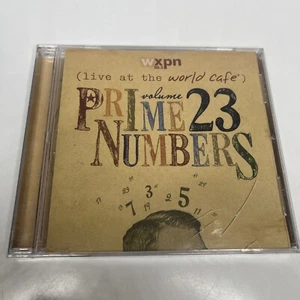 wxpn
(live at the world cafe®)
volume
PRIME 23
NUMBERS
3
7
5